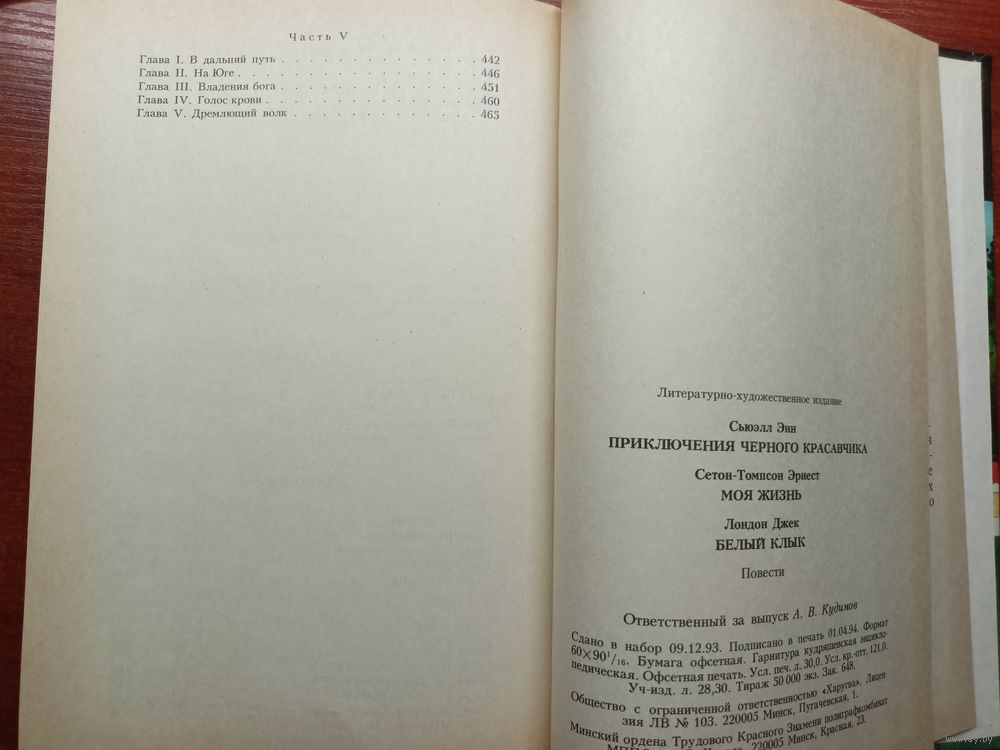 Часть V
Глава I. В дальний путь . . . . . . . . . . . . . . 442
Глава II. На Юге . . . . . . . . . . . . . . . . 446
Глава III. Владения бога . . . . . . . . . . . . . . 451
Глава IV. Голос крови . . . . . . . . . . . . . . . 460
Глава V. Дремлющий волк . . . . . . . . . . . . . 465
Литературно-художественное издание
Сьюэлл Энн
ПРИКЛЮЧЕНИЯ ЧЕРНОГО КРАСАВЧИКА
Сетон-Томпсон Эрнест
МОЯ ЖИЗНЬ
Лондон Джек
БЕЛЫЙ КЛЫК
Повести
Ответственный за выпуск А. В. Кудимов
Сдано в набор 09.12.93. Подписано в печать 01.04.94. Формат
60×90¹/₁₆. Бумага офсетная. Гарнитура кудряшевская энцикло-
педическая. Офсетная печать. Усл. печ. л. 30,0. Усл. кр.-отт. 121,0.
Уч-изд. л. 28,30. Тираж 50 000 экз. Зак. 648.
Общество с ограниченной ответственностью «Харугва». Лицен-
зия ЛВ № 103. 220005 Минск, Пугачевская, 1.
Минский ордена Трудового Красного Знамени полиграфкомбинат
220005 Минск, Красная, 23.